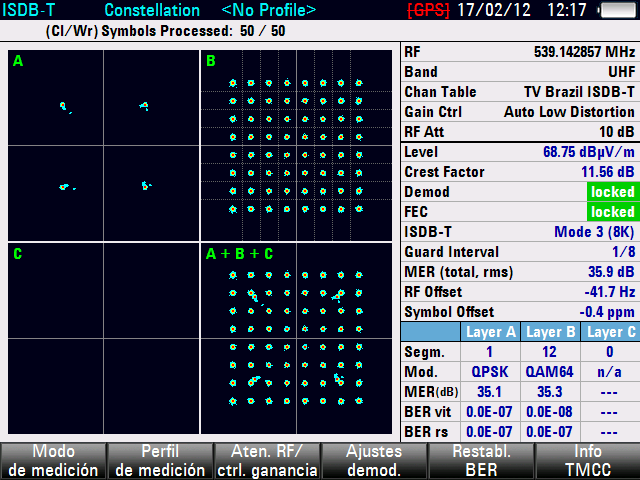 ISDB-T Constellation <No Profile> [GPS] 17/02/12 12:17
(Cl/Wr) Symbols Processed: 50 / 50
A
B
C
A + B + C
RF 539.142857 MHz
Band UHF
Chan Table TV Brazil ISDB-T
Gain Ctrl Auto Low Distortion
RF Att 10 dB
Level 68.75 dBµV/m
Crest Factor 11.56 dB
Demod locked
FEC locked
ISDB-T Mode 3 (8K)
Guard Interval 1/8
MER (total, rms) 35.9 dB
RF Offset -41.7 Hz
Symbol Offset -0.4 ppm
Layer A Layer B Layer C
Segm. 1 12 0
Mod. QPSK QAM64 n/a
MER(dB) 35.1 35.3 ---
BER vit 0.0E-07 0.0E-08 ---
BER rs 0.0E-07 0.0E-07 ---
Modo de medición
Perfil de medición
Aten. RF/ ctrl. ganancia
Ajustes demod.
Restabl. BER
Info TMCC